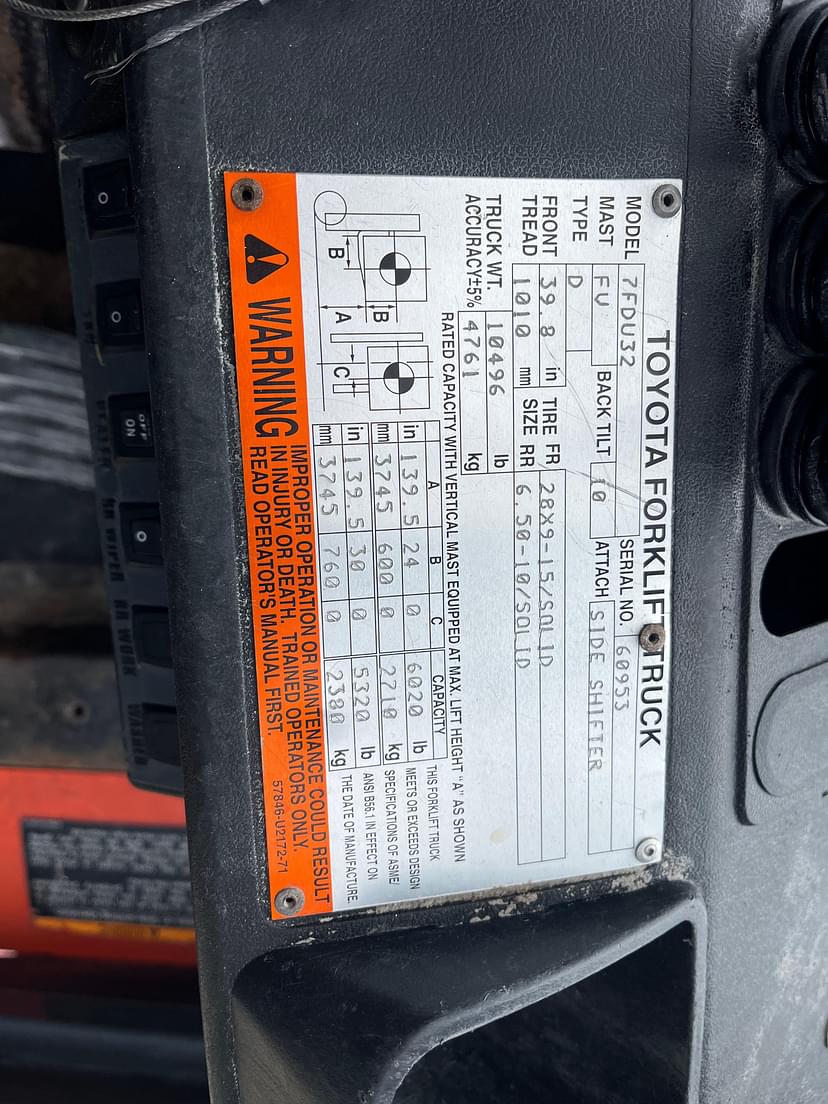 TOYOTA FORKLIFT TRUCK
MODEL 7FDU32 SERIAL NO. 60953
MAST FV BACK TILT 10 ATTACH SIDE SHIFTER
TYPE D
FRONT 39.8 in TIRE FR 28X9-15/SOLID
TREAD 1010 mm SIZE RR 6.50-10/SOLID
TRUCK WT. 10496 lb
ACCURACY±5% 4761 kg
RATED CAPACITY WITH VERTICAL MAST EQUIPPED AT MAX. LIFT HEIGHT "A" AS SHOWN
A B C CAPACITY
in 139.5 24 0 6020 lb
mm 3745 600 0 2710 kg
in 139.5 30 0 5320 lb
mm 3745 760 0 2380 kg
THIS FORKLIFT TRUCK
MEETS OR EXCEEDS DESIGN
SPECIFICATIONS OF ASME/
ANSI B56.1 IN EFFECT ON
THE DATE OF MANUFACTURE.
B
B
A
C
WARNING
IMPROPER OPERATION OR MAINTENANCE COULD RESULT
IN INJURY OR DEATH. TRAINED OPERATORS ONLY.
READ OPERATOR'S MANUAL FIRST.
57846-U2172-71
OFF
ON
RR WIPER
RR WORK
WASHER